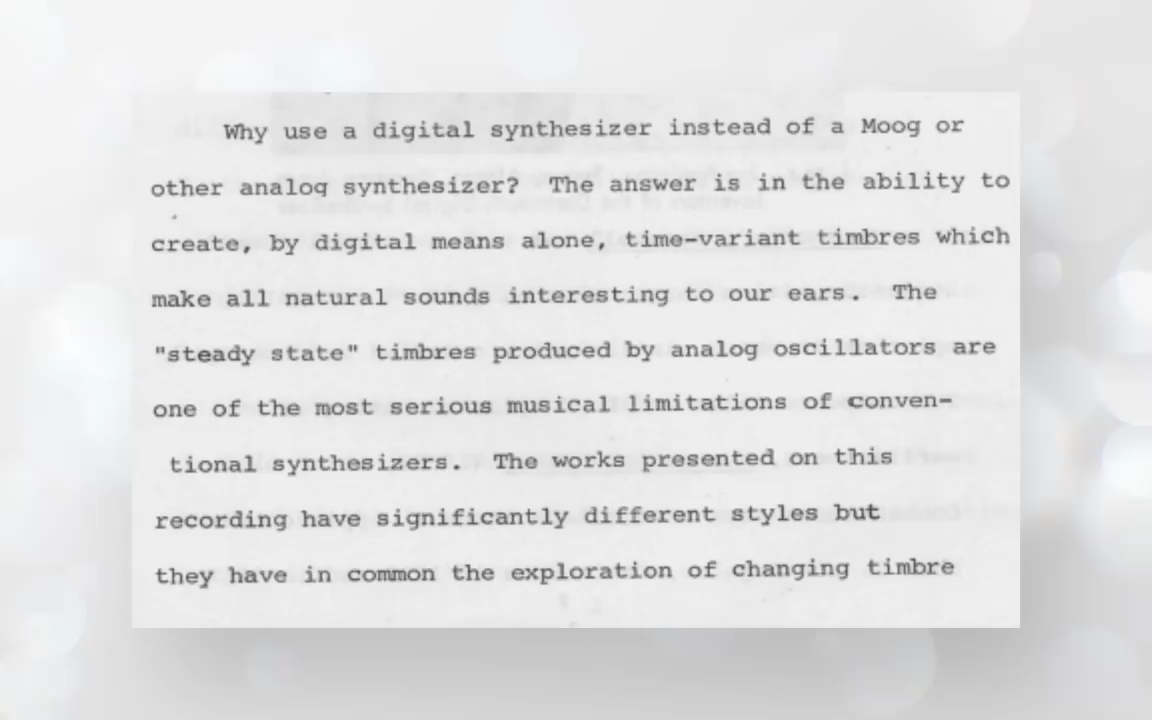 Why use a digital synthesizer instead of a Moog or
other analog synthesizer? The answer is in the ability to
create, by digital means alone, time-variant timbres which
make all natural sounds interesting to our ears. The
"steady state" timbres produced by analog oscillators are
one of the most serious musical limitations of conven-
tional synthesizers. The works presented on this
recording have significantly different styles but
they have in common the exploration of changing timbre